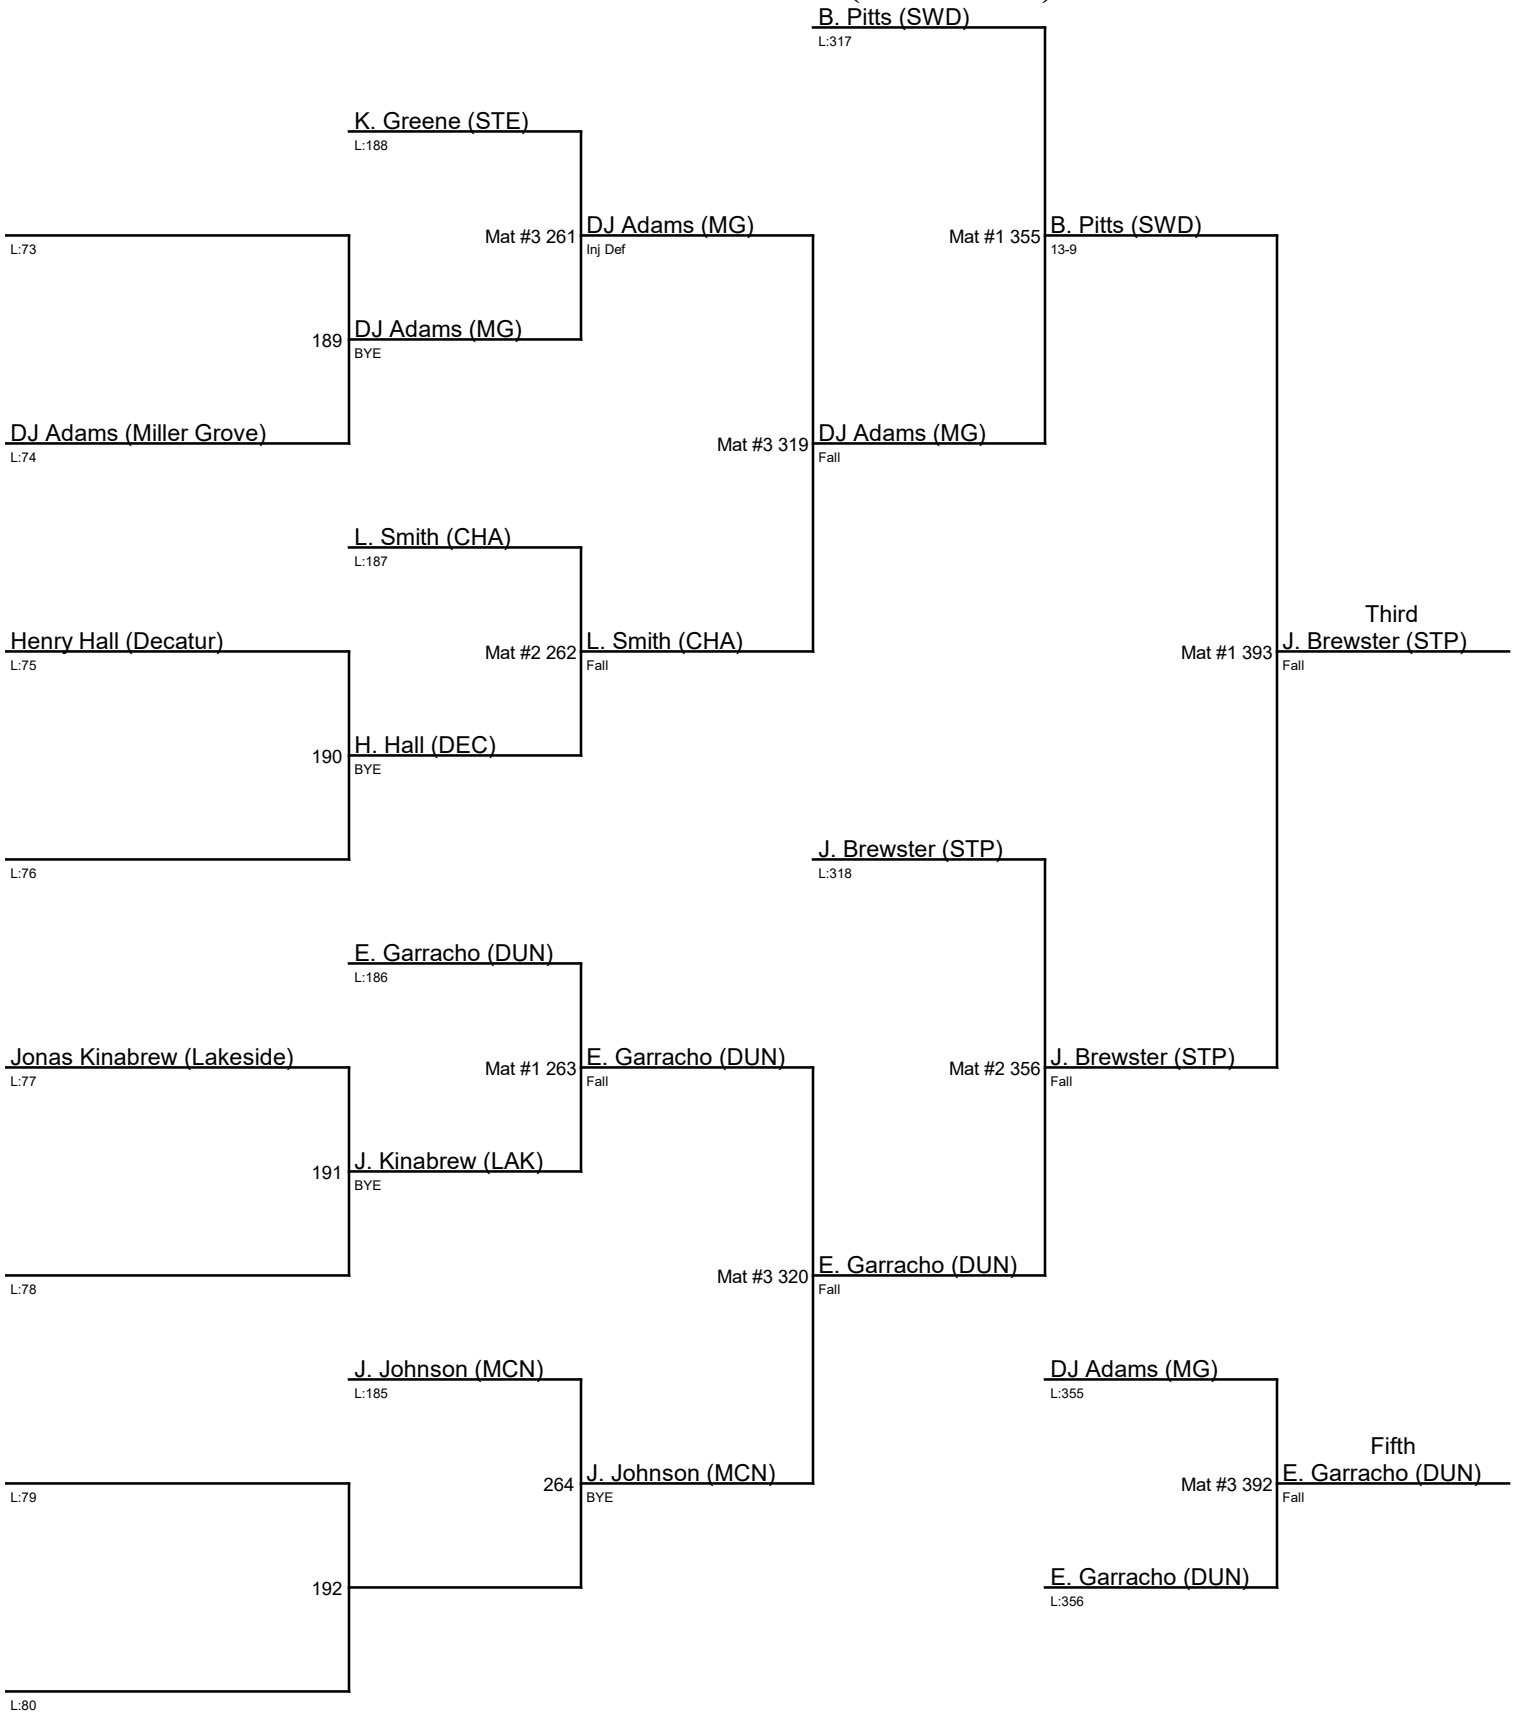 B. Pitts (SWD)
L:317
K. Greene (STE)
L:188
L:73
Mat #3 261
DJ Adams (MG)
Inj Def
Mat #1 355
B. Pitts (SWD)
13-9
189
DJ Adams (MG)
BYE
DJ Adams (Miller Grove)
L:74
Mat #3 319
DJ Adams (MG)
Fall
L. Smith (CHA)
L:187
Henry Hall (Decatur)
L:75
Mat #2 262
L. Smith (CHA)
Fall
Third
Mat #1 393
J. Brewster (STP)
Fall
190
H. Hall (DEC)
BYE
L:76
J. Brewster (STP)
L:318
E. Garracho (DUN)
L:186
Jonas Kinabrew (Lakeside)
L:77
Mat #1 263
E. Garracho (DUN)
Fall
Mat #2 356
J. Brewster (STP)
Fall
191
J. Kinabrew (LAK)
BYE
L:78
Mat #3 320
E. Garracho (DUN)
Fall
J. Johnson (MCN)
L:185
DJ Adams (MG)
L:355
L:79
264
J. Johnson (MCN)
BYE
Fifth
Mat #3 392
E. Garracho (DUN)
Fall
192
E. Garracho (DUN)
L:356
L:80